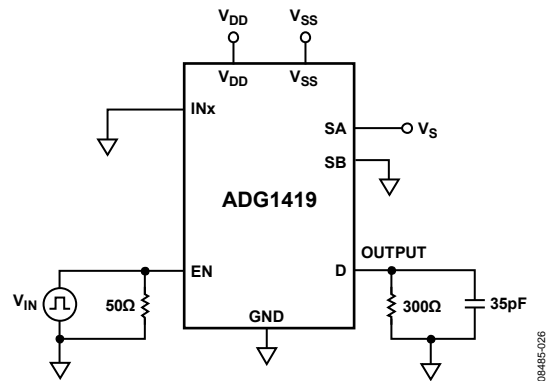 VDD VSS
VDD VSS
INx
SA VS
SB
ADG1419
OUTPUT
EN D
VIN 50Ω 300Ω 35pF
GND
08485-026